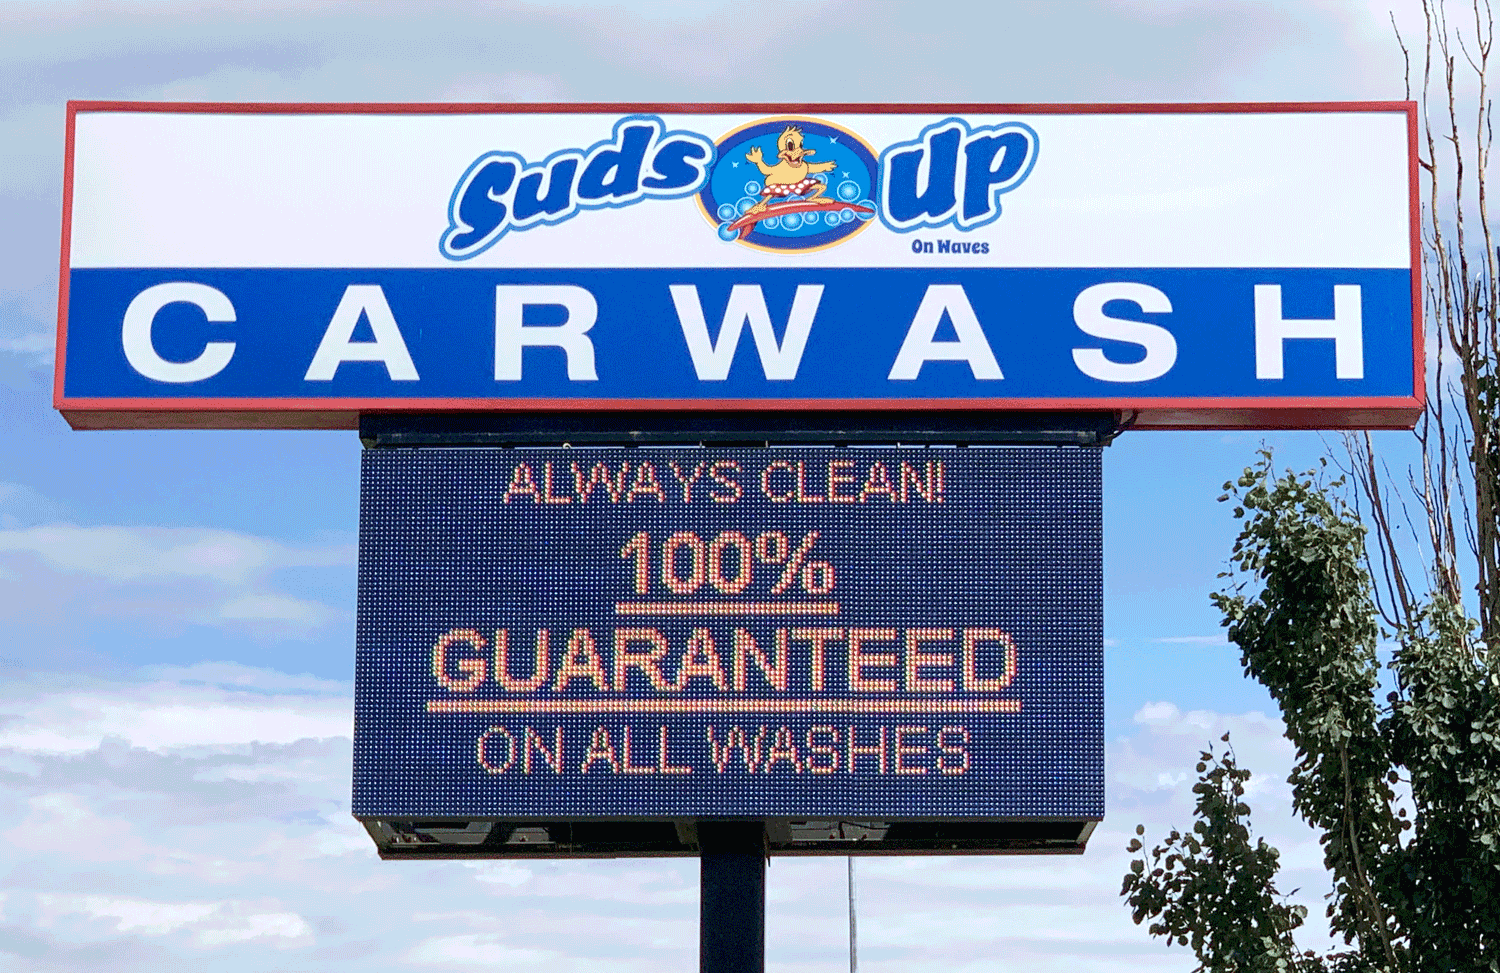 Suds Up
On Waves
CARWASH
ALWAYS CLEAN!
100%
GUARANTEED
ON ALL WASHES